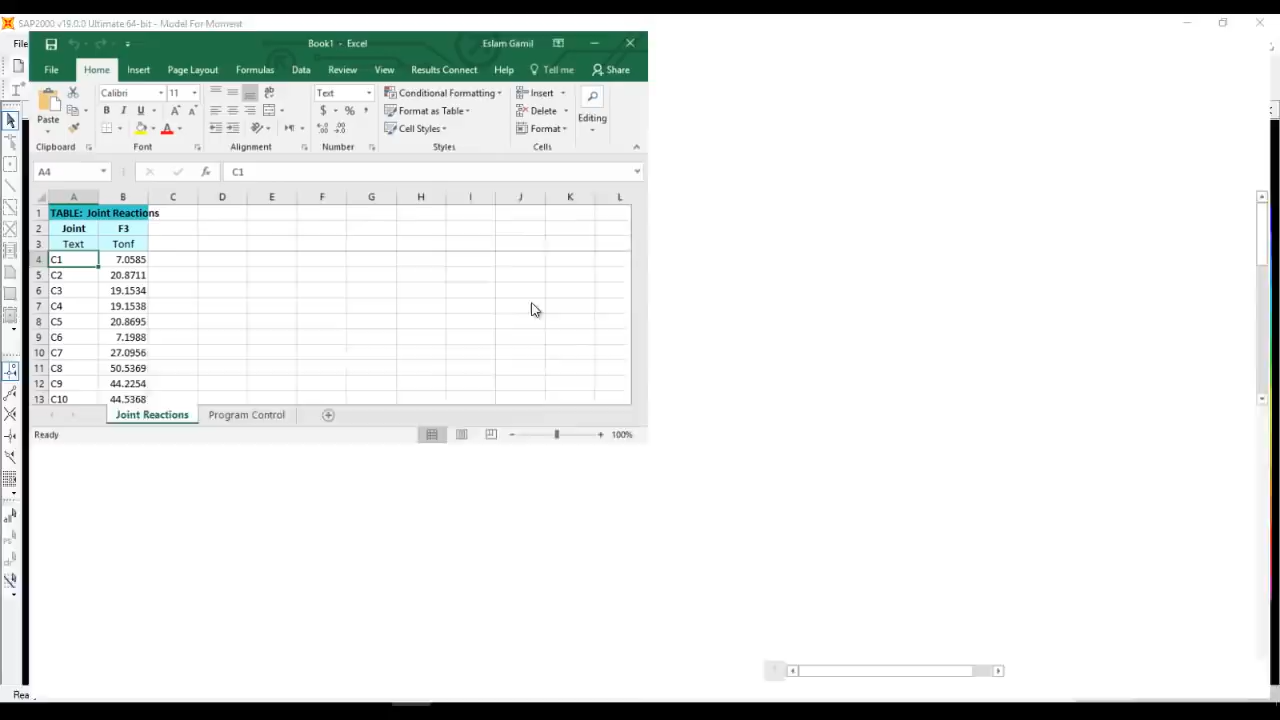 SAP2000 v19.0.0 Ultimate 64-bit - Model For Moment
File
Book1 - Excel
Eslam Gamil
File Home Insert Page Layout Formulas Data Review View Results Connect Help Tell me Share
Calibri 11
Text
Conditional Formatting
Insert
Paste
B I U A A
$ % ,
Format as Table
Delete
Editing
Cell Styles
Format
Clipboard Font Alignment Number Styles Cells
A4 fx C1
A B C D E F G H I J K L
1 TABLE: Joint Reactions
2 Joint F3
3 Text Tonf
4 C1 7.0585
5 C2 20.8711
6 C3 19.1534
7 C4 19.1538
8 C5 20.8695
9 C6 7.1988
10 C7 27.0956
11 C8 50.5369
12 C9 44.2254
13 C10 44.5368
Joint Reactions Program Control
Ready 100%
Rea